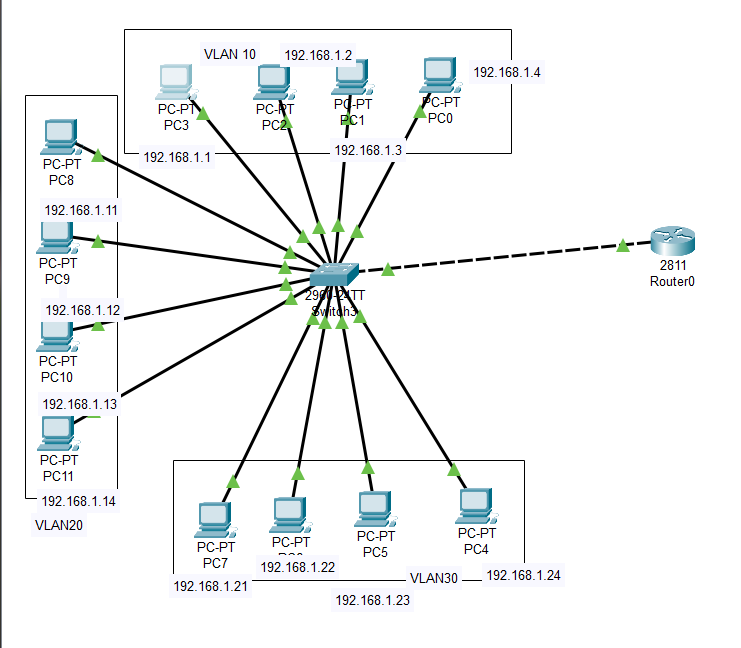 VLAN 10
192.168.1.2
192.168.1.4
PC-PT
PC3
PC-PT
PC2
PC-PT
PC1
PC-PT
PC0
192.168.1.1
192.168.1.3
PC-PT
PC8
192.168.1.11
PC-PT
PC9
192.168.1.12
PC-PT
PC10
192.168.1.13
PC-PT
PC11
192.168.1.14
VLAN20
2960-24TT
Switch3
2811
Router0
PC-PT
PC7
192.168.1.21
PC-PT
192.168.1.22
PC-PT
PC5
192.168.1.23
PC-PT
PC4
VLAN30
192.168.1.24